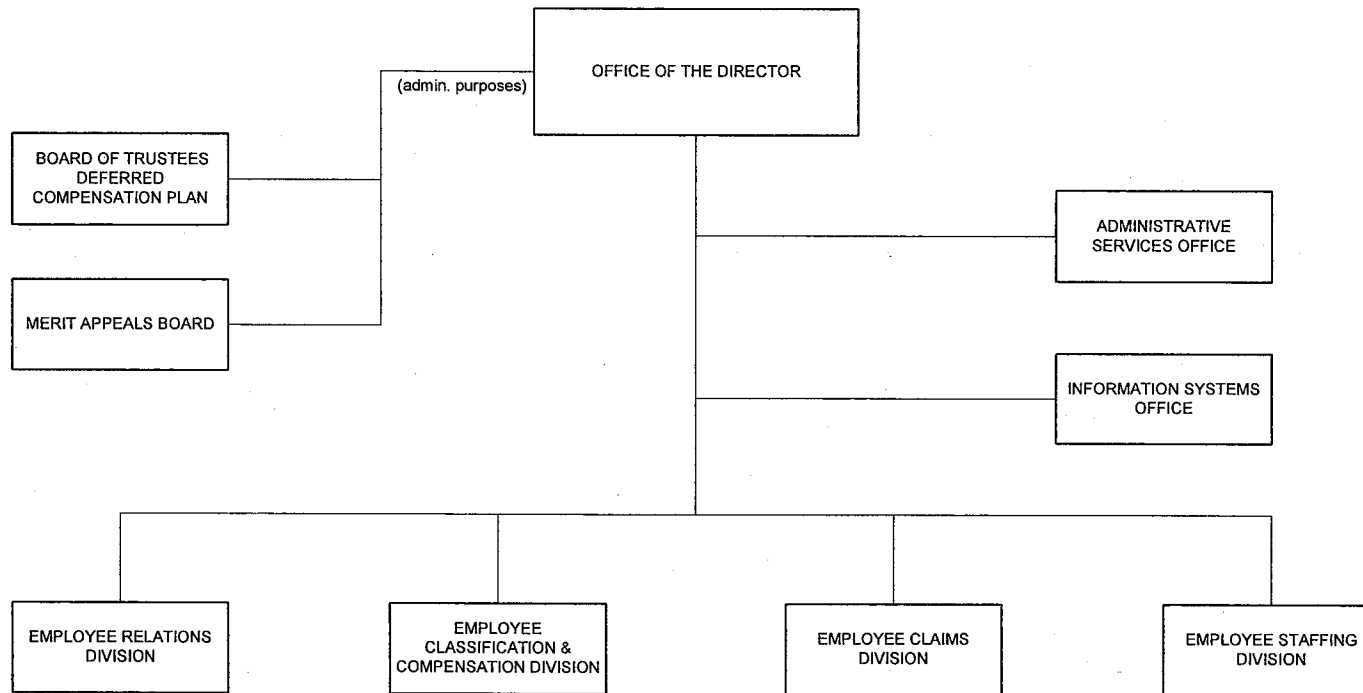 OFFICE OF THE DIRECTOR
(admin. purposes)
BOARD OF TRUSTEES
DEFERRED
COMPENSATION PLAN
ADMINISTRATIVE
SERVICES OFFICE
MERIT APPEALS BOARD
INFORMATION SYSTEMS
OFFICE
EMPLOYEE RELATIONS
DIVISION
EMPLOYEE
CLASSIFICATION &
COMPENSATION DIVISION
EMPLOYEE CLAIMS
DIVISION
EMPLOYEE STAFFING
DIVISION